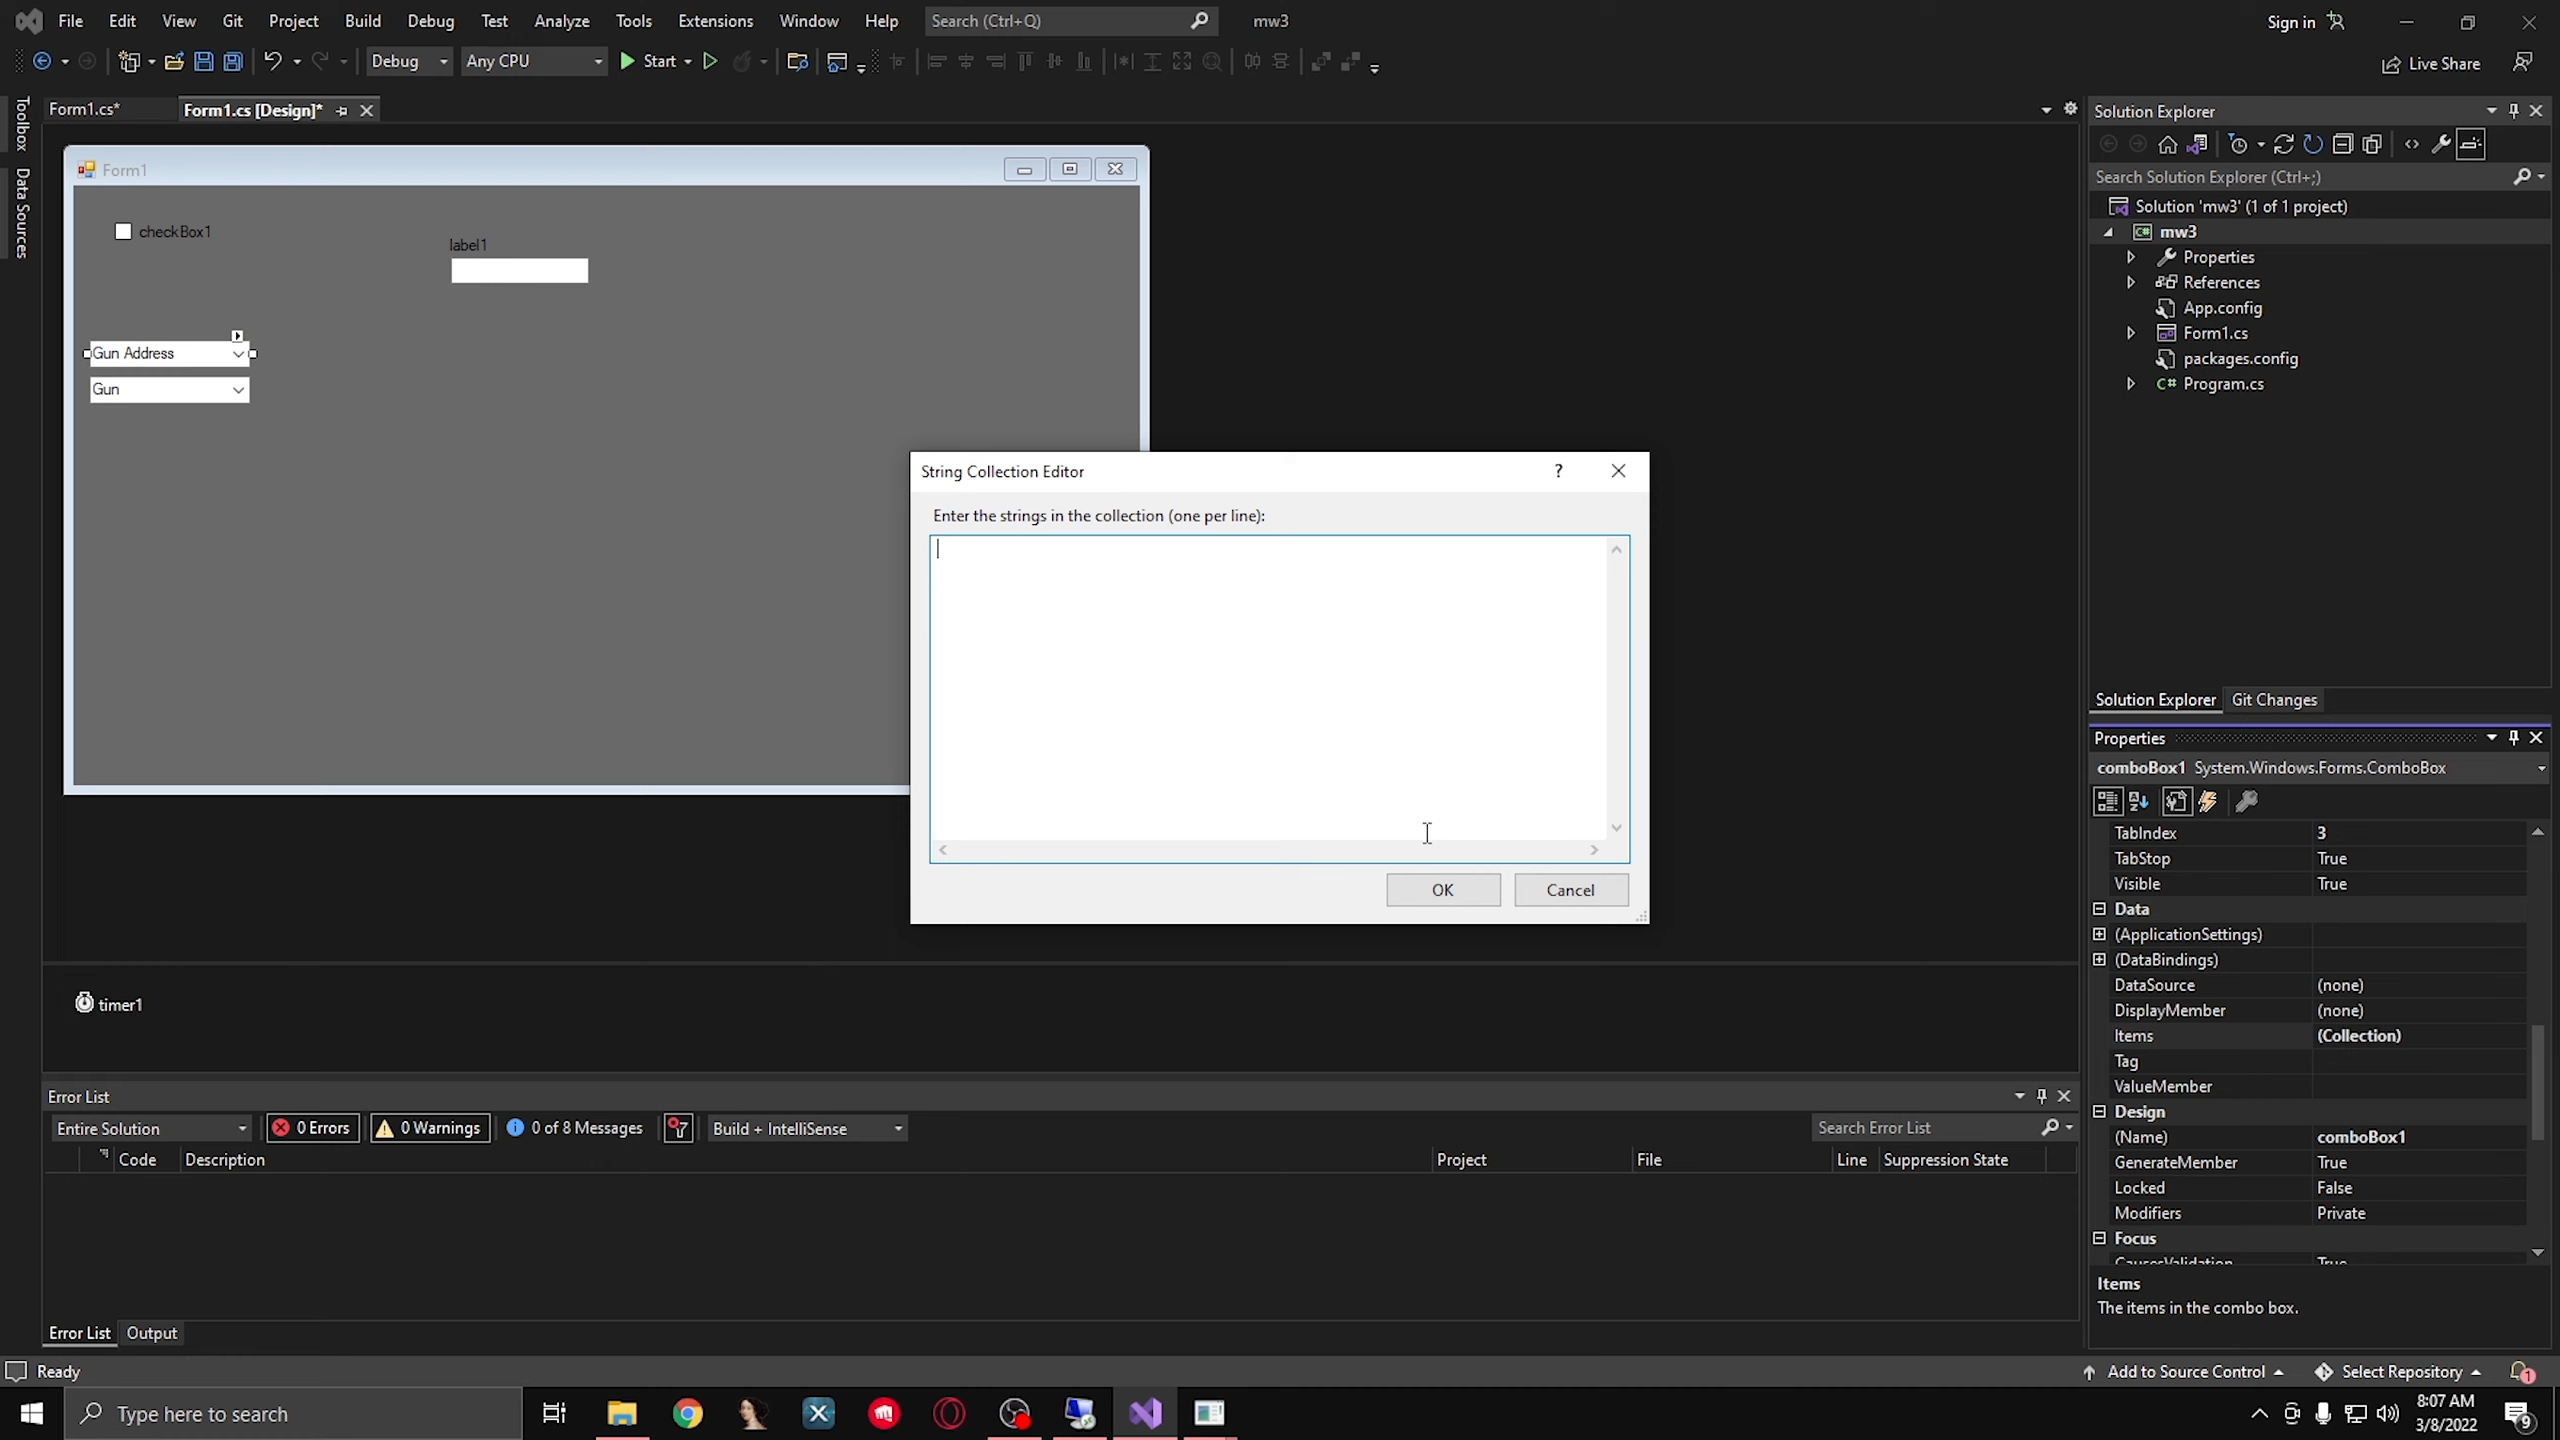 File Edit View Git Project Build Debug Test Analyze Tools Extensions Window Help Search (Ctrl+Q) mw3 Sign in
Debug Any CPU Start Live Share
Toolbox
Data Sources
Form1.cs* Form1.cs [Design]*
Form1
checkBox1
label1
Gun Address
Gun
String Collection Editor ?
Enter the strings in the collection (one per line):
OK Cancel
timer1
Error List
Entire Solution 0 Errors 0 Warnings 0 of 8 Messages Build + IntelliSense Search Error List
Code Description Project File Line Suppression State
Error List Output
Solution Explorer
Search Solution Explorer (Ctrl+;)
Solution 'mw3' (1 of 1 project)
C# mw3
Properties
References
App.config
Form1.cs
packages.config
C# Program.cs
Solution Explorer Git Changes
Properties
comboBox1 System.Windows.Forms.ComboBox
TabIndex 3
TabStop True
Visible True
Data
(ApplicationSettings)
(DataBindings)
DataSource (none)
DisplayMember (none)
Items (Collection)
Tag
ValueMember
Design
(Name) comboBox1
GenerateMember True
Locked False
Modifiers Private
Focus
CausesValidation True
Items
The items in the combo box.
Ready Add to Source Control Select Repository 1
Type here to search 8:07 AM
3/8/2022 9